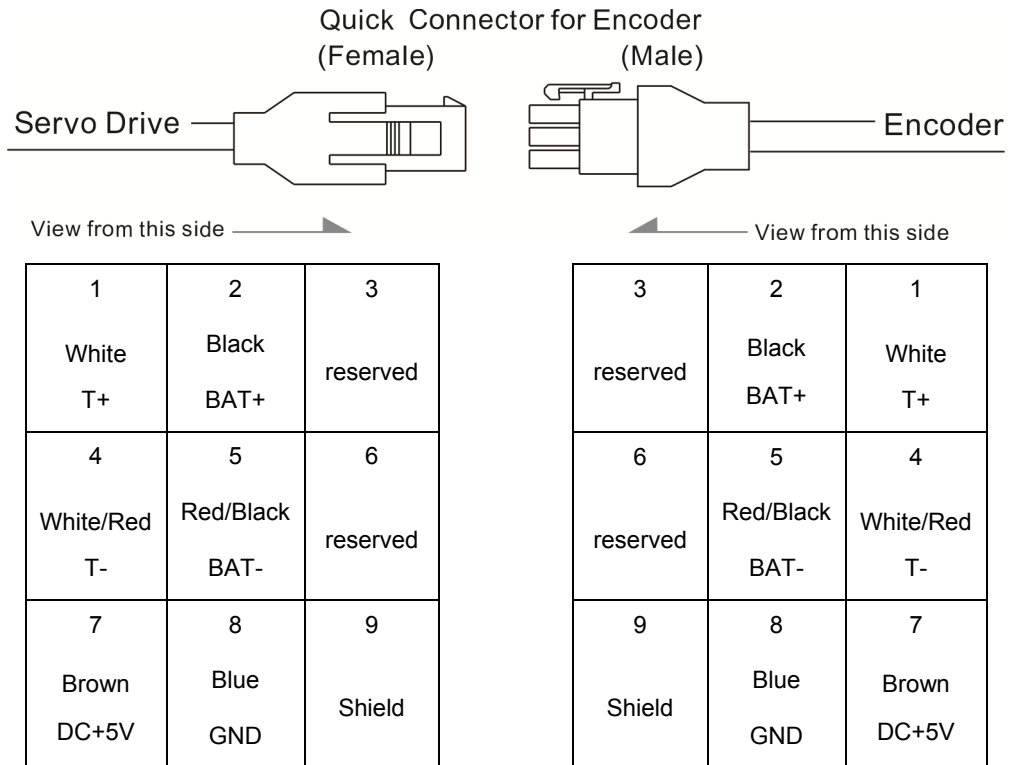 Quick Connector for Encoder
(Female) (Male)
Servo Drive
Encoder
View from this side
View from this side
1 2 3
White Black reserved
T+ BAT+
4 5 6
White/Red Red/Black reserved
T- BAT-
7 8 9
Brown Blue Shield
DC+5V GND
3 2 1
reserved Black White
BAT+ T+
6 5 4
reserved Red/Black White/Red
BAT- T-
9 8 7
Shield Blue Brown
GND DC+5V